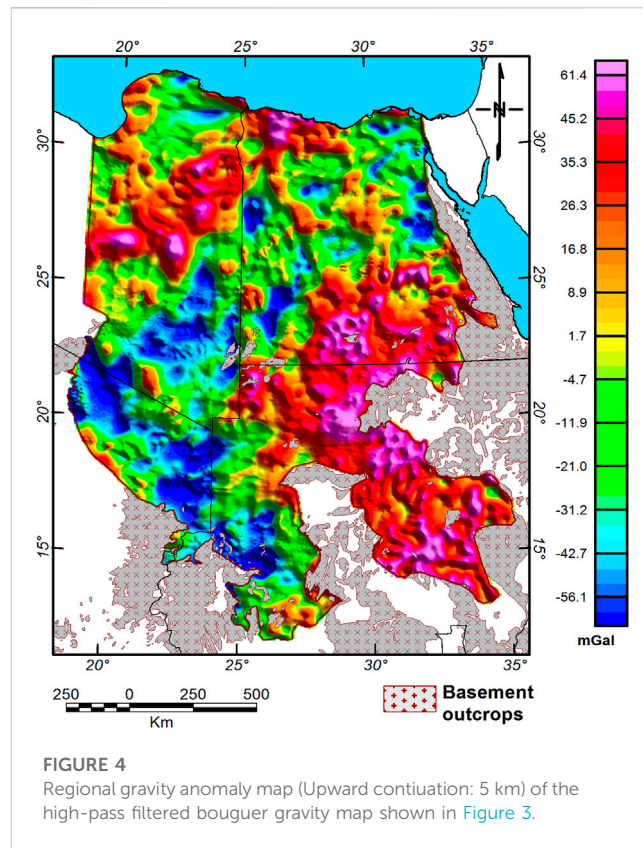 20° 25° 30° 35°
N
30°
25°
20°
15°
30°
25°
20°
15°
20° 25° 30° 35°
61.4
45.2
35.3
26.3
16.8
8.9
1.7
-4.7
-11.9
-21.0
-31.2
-42.7
-56.1
mGal
250 0 250 500
Km
Basement
outcrops
FIGURE 4
Regional gravity anomaly map (Upward contiuation: 5 km) of the
high-pass filtered bouguer gravity map shown in Figure 3.